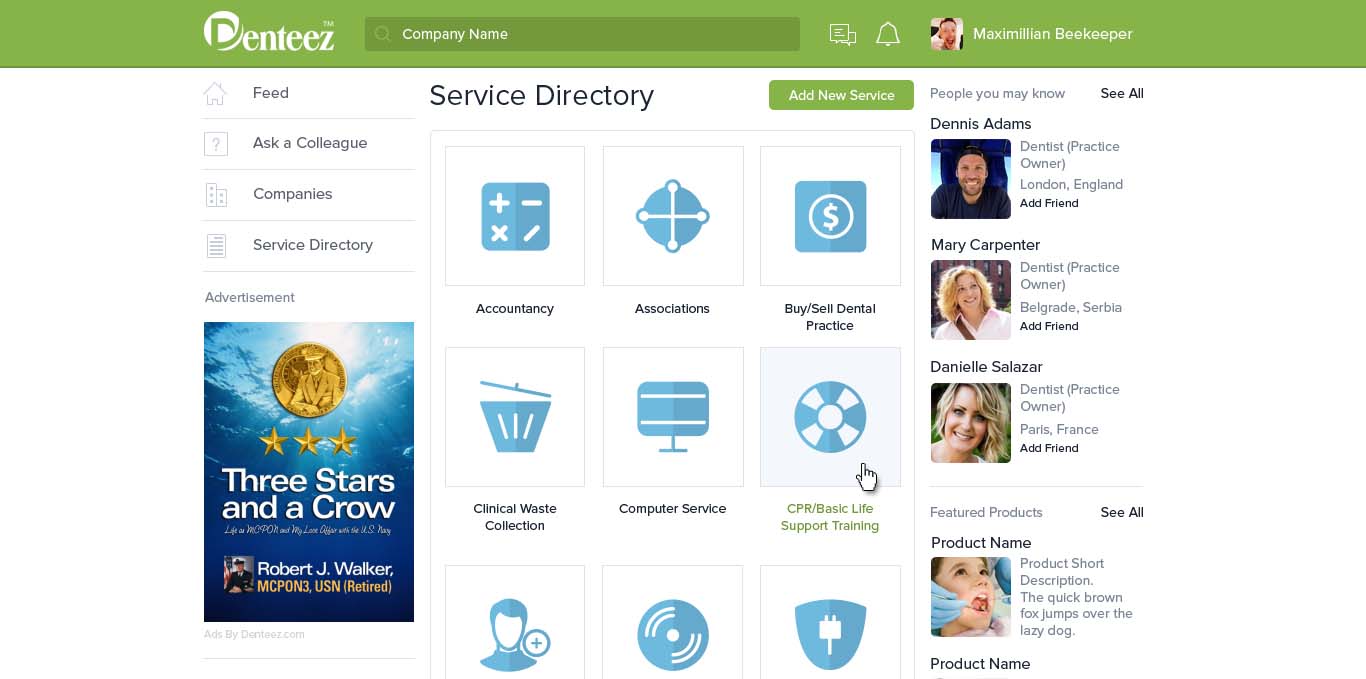 Denteez™
Company Name
Maximillian Beekeeper
Feed
Ask a Colleague
Companies
Service Directory
Advertisement
Three Stars
and a Crow
Life as MCPON and My Love Affair with the U.S. Navy
Robert J. Walker,
MCPON3, USN (Retired)
Ads By Denteez.com
Service Directory
Add New Service
Accountancy
Associations
Buy/Sell Dental
Practice
Clinical Waste
Collection
Computer Service
CPR/Basic Life
Support Training
People you may know
See All
Dennis Adams
Dentist (Practice
Owner)
London, England
Add Friend
Mary Carpenter
Dentist (Practice
Owner)
Belgrade, Serbia
Add Friend
Danielle Salazar
Dentist (Practice
Owner)
Paris, France
Add Friend
Featured Products
See All
Product Name
Product Short
Description.
The quick brown
fox jumps over the
lazy dog.
Product Name